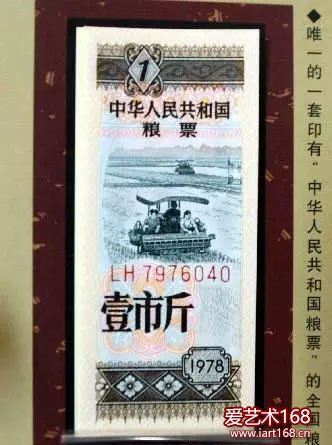 1
中华人民共和国
粮票
LH 7976040
壹市斤
1978
◆唯一的一套印有“中华人民共和国粮票”的全国粮
爱艺术168
www.iart168.cn